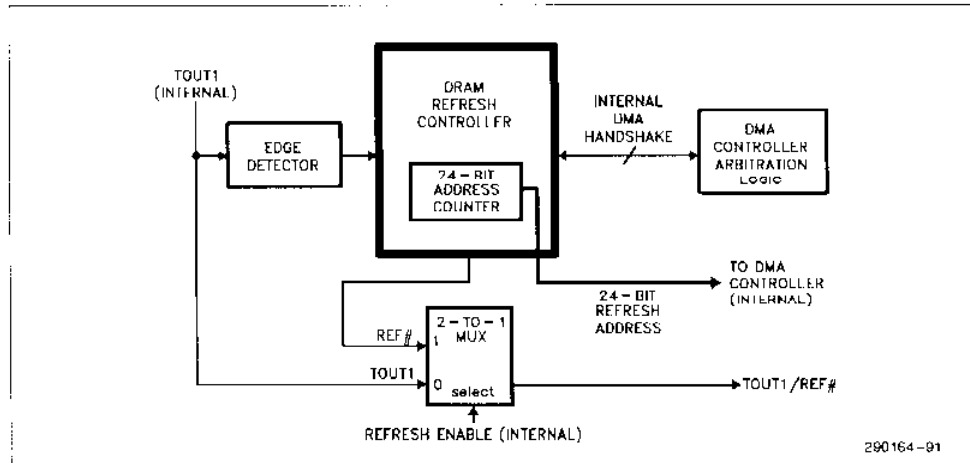 TOUT1
(INTERNAL)
EDGE
DETECTOR
DRAM
REFRESH
CONTROLLER
24-BIT
ADDRESS
COUNTER
INTERNAL
DMA
HANDSHAKE
DMA
CONTROLLER
ARBITRATION
LOGIC
TO DMA
CONTROLLER
(INTERNAL)
24-BIT
REFRESH
ADDRESS
REF#
1
2-TO-1
MUX
TOUT1
0
select
TOUT1/REF#
REFRESH ENABLE (INTERNAL)
290164-91